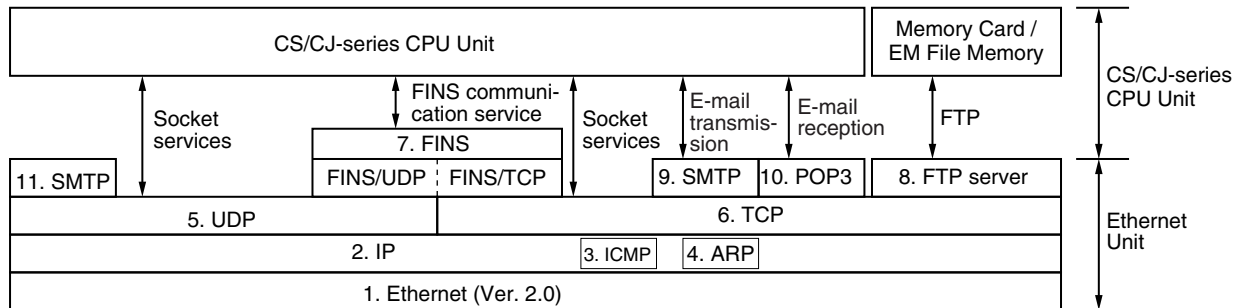 CS/CJ-series CPU Unit
Memory Card /
EM File Memory
CS/CJ-series
CPU Unit
Socket
services
FINS communi-
cation service
Socket
services
E-mail
transmis-
sion
E-mail
reception
FTP
7. FINS
11. SMTP
FINS/UDP
FINS/TCP
9. SMTP
10. POP3
8. FTP server
5. UDP
6. TCP
Ethernet
Unit
2. IP
3. ICMP
4. ARP
1. Ethernet (Ver. 2.0)